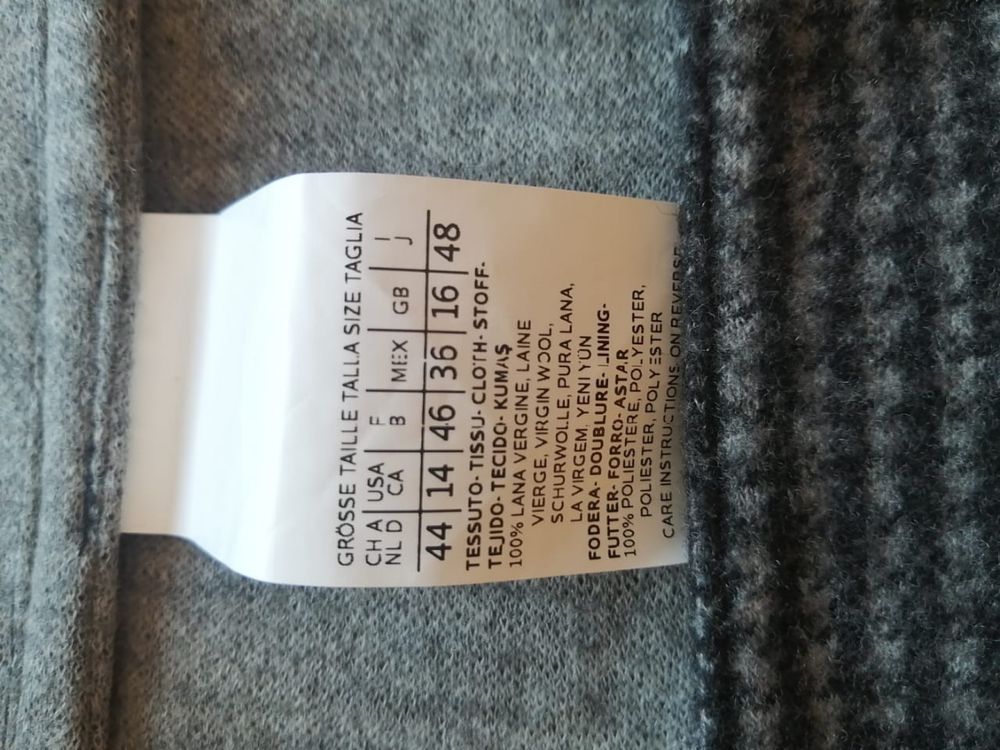 GRÖSSE TAILLE TALLA SIZE TAGLIA
CH A USA F I
NL D CA B MEX GB J
44 14 46 36 16 48
TESSUTO- TISSU- CLOTH- STOFF-
TEJIDO- TECIDO- KUMAŞ
100% LANA VERGINE, LAINE
VIERGE, VIRGIN WOOL,
SCHURWOLLE, PURA LANA,
LA VIRGEM, YENI YÜN
FODERA- DOUBLURE- LINING-
FUTTER- FORRO- ASTAR
100% POLIESTERE, POLYESTER,
POLIESTER, POLYESTER
CARE INSTRUCTIONS ON REVERSE